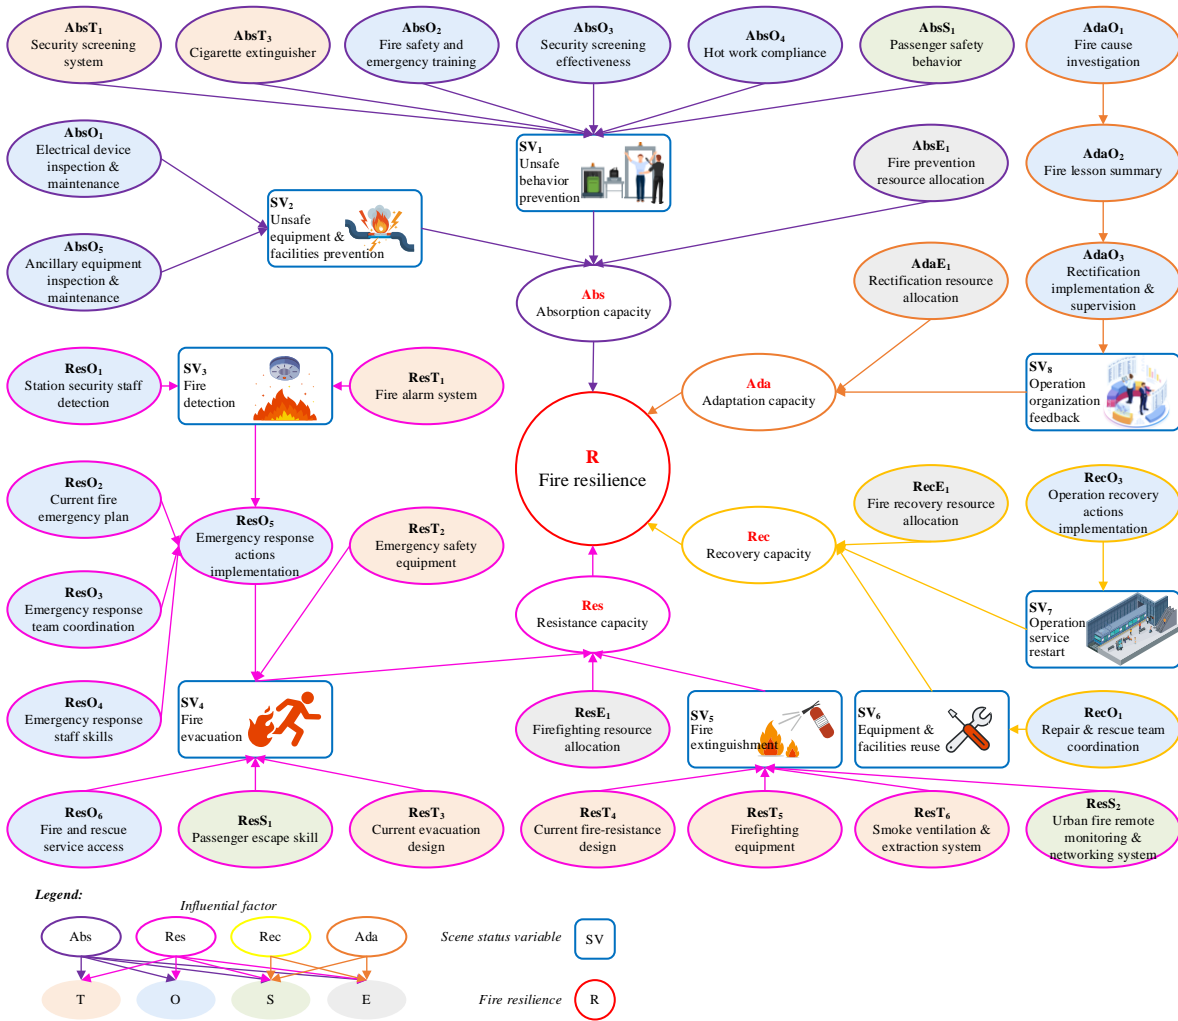 AbsT₁
Security screening
system
AbsT₃
Cigarette extinguisher
AbsO₂
Fire safety and
emergency training
AbsO₃
Security screening
effectiveness
AbsO₄
Hot work compliance
AbsS₁
Passenger safety
behavior
AdaO₁
Fire cause
investigation
AbsO₁
Electrical device
inspection &
maintenance
SV₁
Unsafe
behavior
prevention
AbsE₁
Fire prevention
resource allocation
AdaO₂
Fire lesson summary
SV₂
Unsafe
equipment &
facilities prevention
AbsO₅
Ancillary equipment
inspection &
maintenance
AdaE₁
Rectification resource
allocation
AdaO₃
Rectification
implementation &
supervision
Abs
Absorption capacity
ResO₁
Station security staff
detection
SV₃
Fire
detection
ResT₁
Fire alarm system
Ada
Adaptation capacity
SV₈
Operation
organization
feedback
R
Fire resilience
ResO₂
Current fire
emergency plan
ResO₅
Emergency response
actions
implementation
ResT₂
Emergency safety
equipment
Rec
Recovery capacity
RecE₁
Fire recovery resource
allocation
RecO₃
Operation recovery
actions
implementation
ResO₃
Emergency response
team coordination
Res
Resistance capacity
SV₇
Operation
service
restart
ResO₄
Emergency response
staff skills
SV₄
Fire
evacuation
ResE₁
Firefighting resource
allocation
SV₅
Fire
extinguishment
SV₆
Equipment &
facilities reuse
RecO₁
Repair & rescue team
coordination
ResO₆
Fire and rescue
service access
ResS₁
Passenger escape skill
ResT₃
Current evacuation
design
ResT₄
Current fire-resistance
design
ResT₅
Firefighting
equipment
ResT₆
Smoke ventilation &
extraction system
ResS₂
Urban fire remote
monitoring &
networking system
Legend:
Influential factor
Abs
Res
Rec
Ada
Scene status variable
SV
T
O
S
E
Fire resilience
R